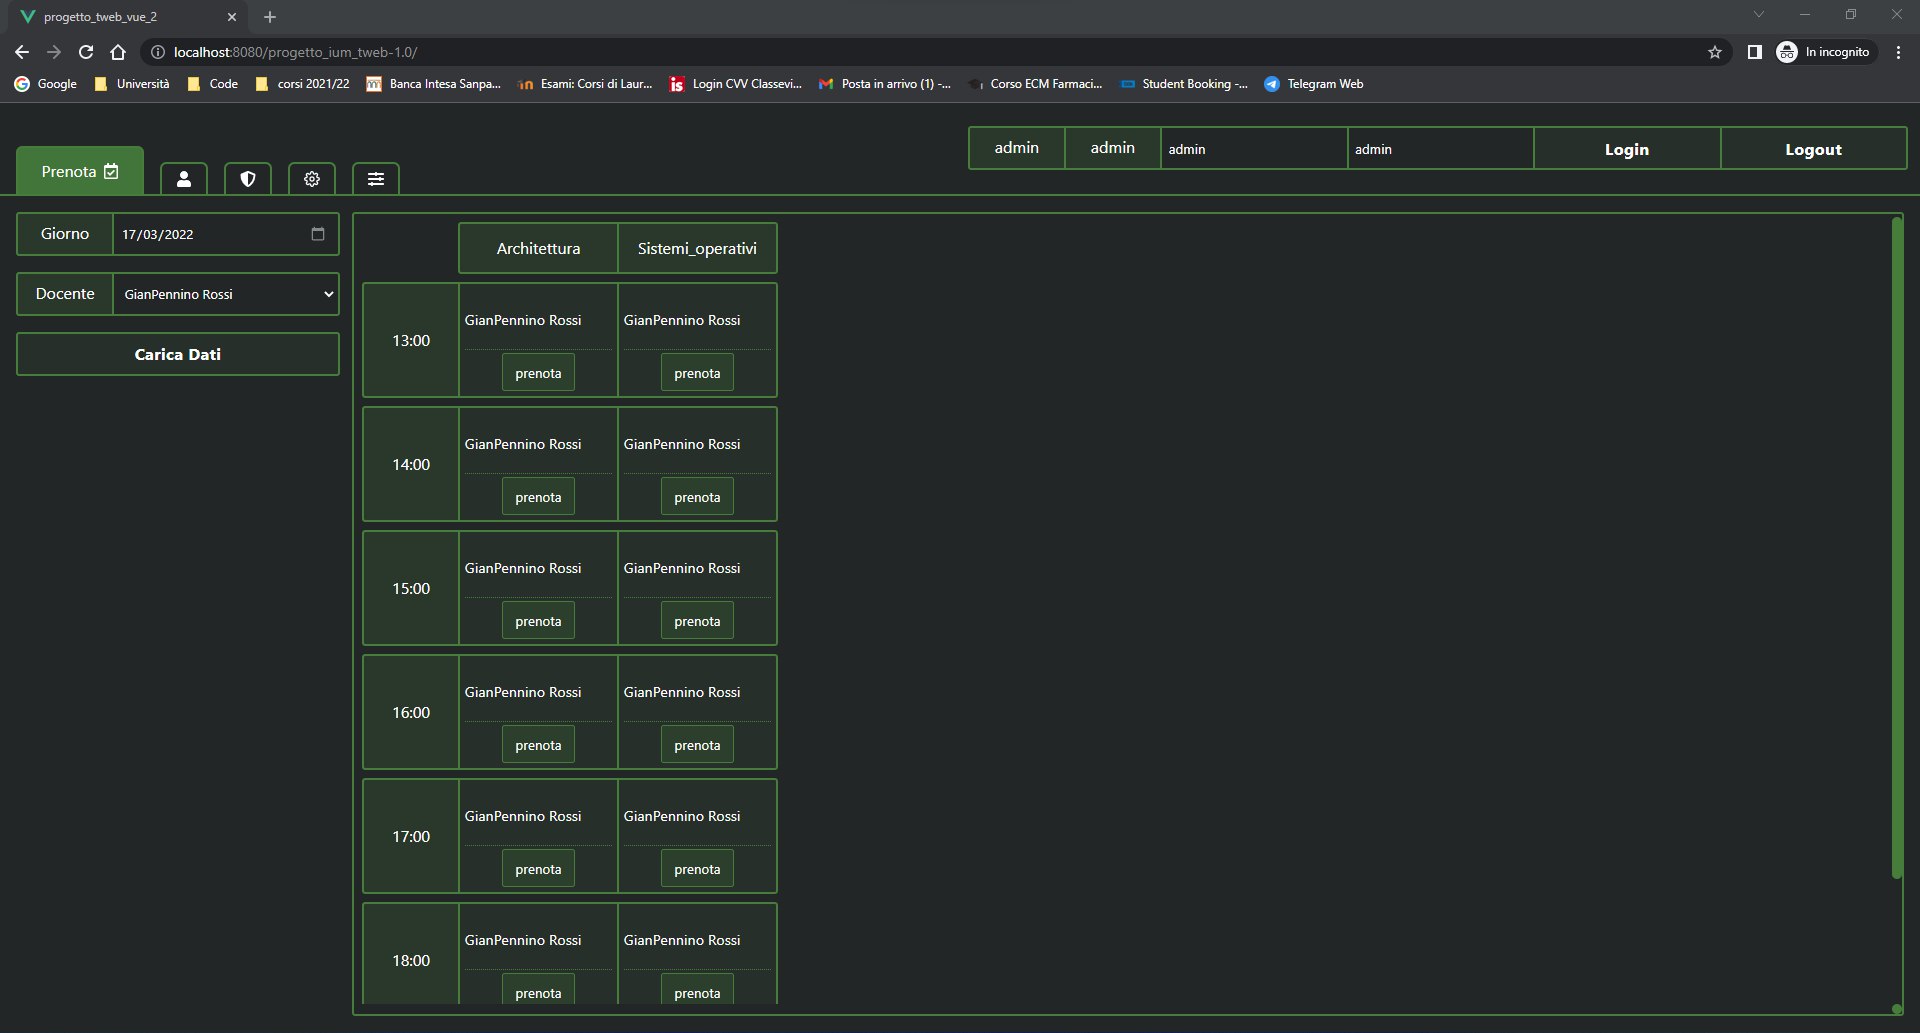 progetto_tweb_vue_2
localhost:8080/progetto_ium_tweb-1.0/
In incognito
Google Università Code corsi 2021/22 Banca Intesa Sanpa... Esami: Corsi di Laur... Login CVV Classevi... Posta in arrivo (1) -... Corso ECM Farmaci... Student Booking -... Telegram Web
admin admin admin admin Login Logout
Prenota
Giorno 17/03/2022
Docente GianPennino Rossi
Carica Dati
Architettura Sistemi_operativi
13:00 GianPennino Rossi GianPennino Rossi
prenota prenota
14:00 GianPennino Rossi GianPennino Rossi
prenota prenota
15:00 GianPennino Rossi GianPennino Rossi
prenota prenota
16:00 GianPennino Rossi GianPennino Rossi
prenota prenota
17:00 GianPennino Rossi GianPennino Rossi
prenota prenota
18:00 GianPennino Rossi GianPennino Rossi
prenota prenota